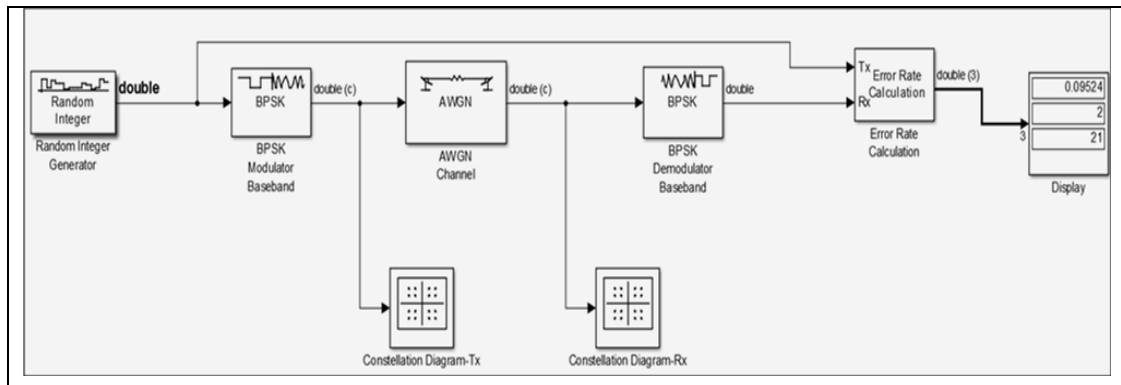 Random
Integer
Random Integer
Generator
double
BPSK
BPSK
Modulator
Baseband
double (c)
AWGN
AWGN
Channel
double (c)
BPSK
BPSK
Demodulator
Baseband
double
Tx
Rx
Error Rate
Calculation
Error Rate
Calculation
double (3)
3
0.09524
2
21
Display
Constellation Diagram-Tx
Constellation Diagram-Rx